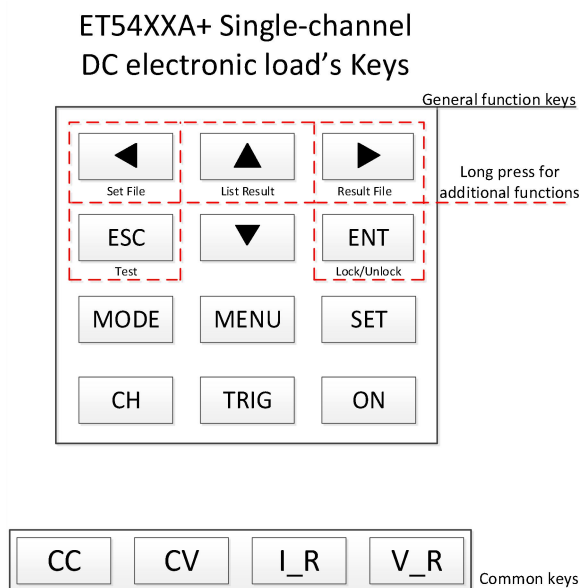 ET54XXA+ Single-channel
DC electronic load's Keys
General function keys
Set File List Result Result File
Long press for
additional functions
ESC ENT
Test Lock/Unlock
MODE MENU SET
CH TRIG ON
CC CV I_R V_R
Common keys